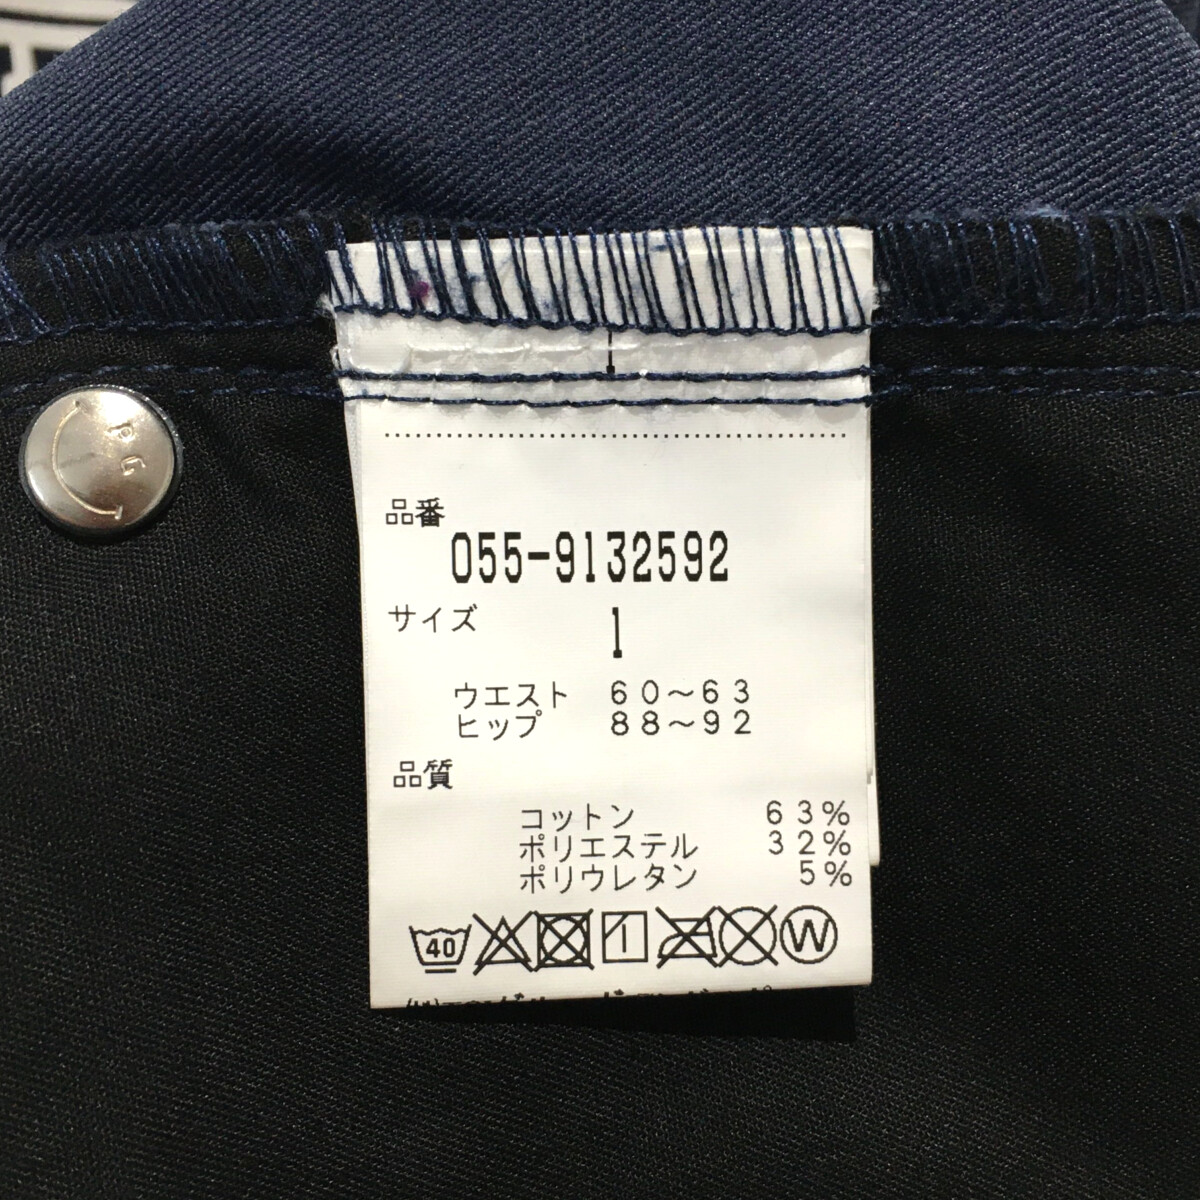 PG
品番
055-9132592
サイズ
1
ウエスト 60～63
ヒップ 88～92
品質
コットン 63%
ポリエステル 32%
ポリウレタン 5%
40 W